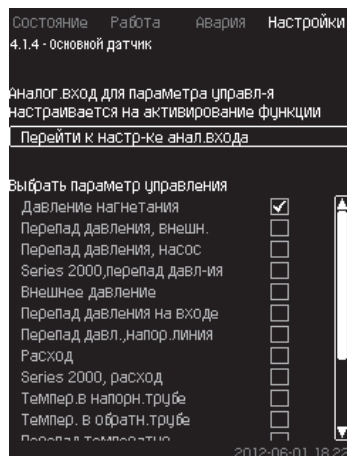 Состояние Работа Авария Настройки
4.1.4 - Основной датчик
Аналог.вход для параметра управл-я
настраивается на активирование функции
Перейти к настр-ке анал.входа
Выбрать параметр управления
Давление нагнетания
Перепад давления, внешн.
Перепад давления, насос
Series 2000,перепад давл-ия
Внешнее давление
Перепад давления на входе
Перепад давл.,напор.линия
Расход
Series 2000, расход
Темпер.в напорн.трубе
Темпер. в обратн.трубе
2012-06-01 18:22